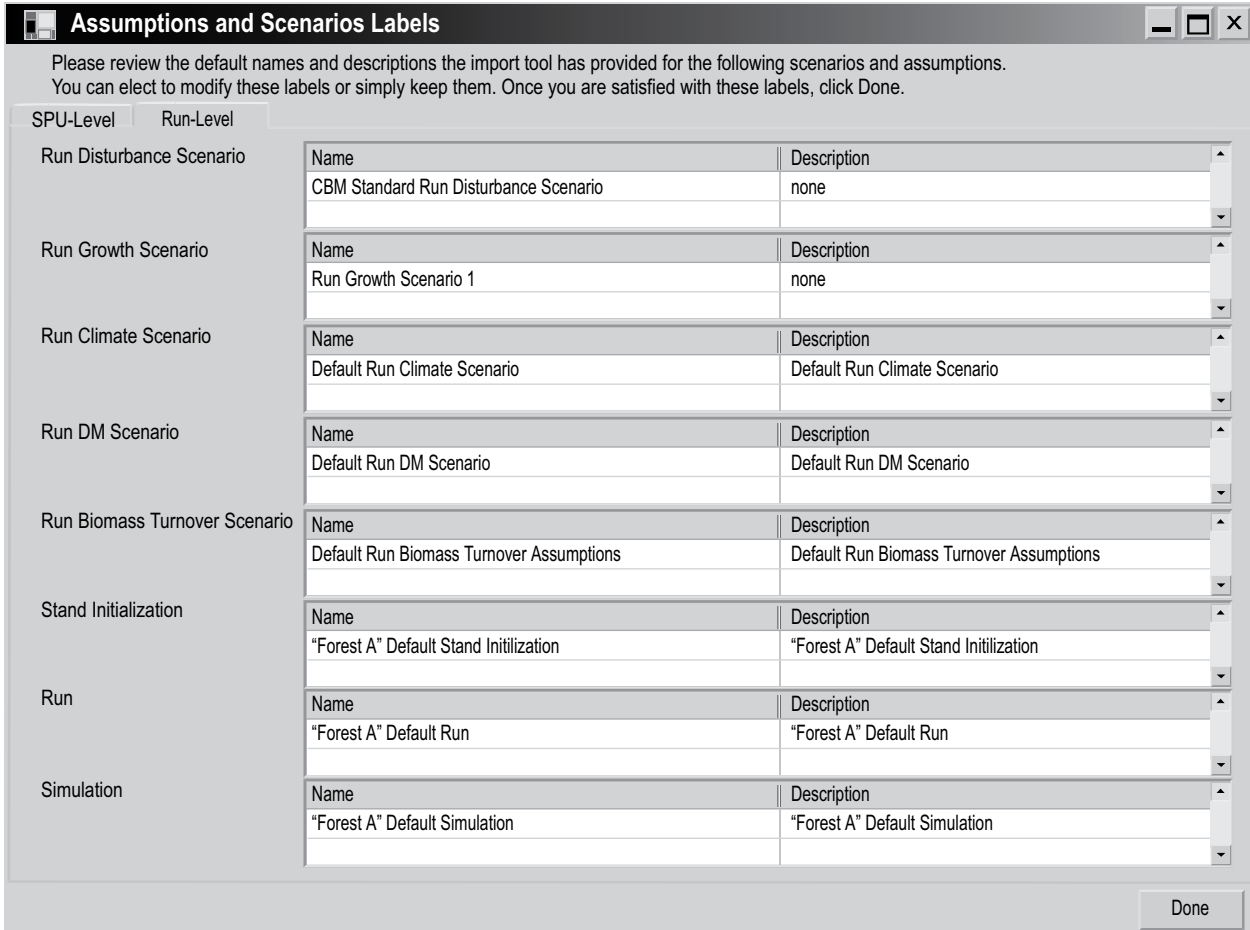 Assumptions and Scenarios Labels
Please review the default names and descriptions the import tool has provided for the following scenarios and assumptions.
You can elect to modify these labels or simply keep them. Once you are satisfied with these labels, click Done.
SPU-Level Run-Level
Run Disturbance Scenario
Name Description
CBM Standard Run Disturbance Scenario none
Run Growth Scenario
Name Description
Run Growth Scenario 1 none
Run Climate Scenario
Name Description
Default Run Climate Scenario Default Run Climate Scenario
Run DM Scenario
Name Description
Default Run DM Scenario Default Run DM Scenario
Run Biomass Turnover Scenario
Name Description
Default Run Biomass Turnover Assumptions Default Run Biomass Turnover Assumptions
Stand Initialization
Name Description
“Forest A” Default Stand Initilization “Forest A” Default Stand Initilization
Run
Name Description
“Forest A” Default Run “Forest A” Default Run
Simulation
Name Description
“Forest A” Default Simulation “Forest A” Default Simulation
Done